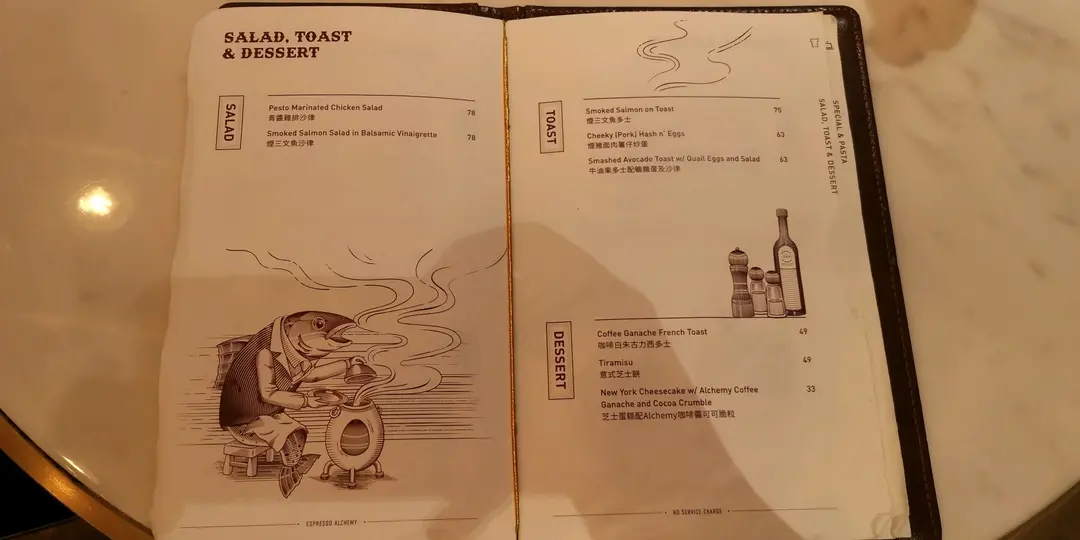 SALAD, TOAST
& DESSERT
SALAD
Pesto Marinated Chicken Salad 78
青醬雞排沙律
Smoked Salmon Salad in Balsamic Vinaigrette 78
煙三文魚沙律
ESPRESSO ALCHEMY
TOAST
Smoked Salmon on Toast 75
煙三文魚多士
Cheeky (Pork) Hash n' Eggs 63
煙豬面肉薯仔炒蛋
Smashed Avocado Toast w/ Quail Eggs and Salad 63
牛油果多士配鵪鶉蛋及沙律
DESSERT
Coffee Ganache French Toast 49
咖啡白朱古力西多士
Tiramisu 49
意式芝士餅
New York Cheesecake w/ Alchemy Coffee 33
Ganache and Cocoa Crumble
芝士蛋糕配Alchemy咖啡醬可可脆粒
NO SERVICE CHARGE
SPECIAL & PASTA
SALAD, TOAST & DESSERT